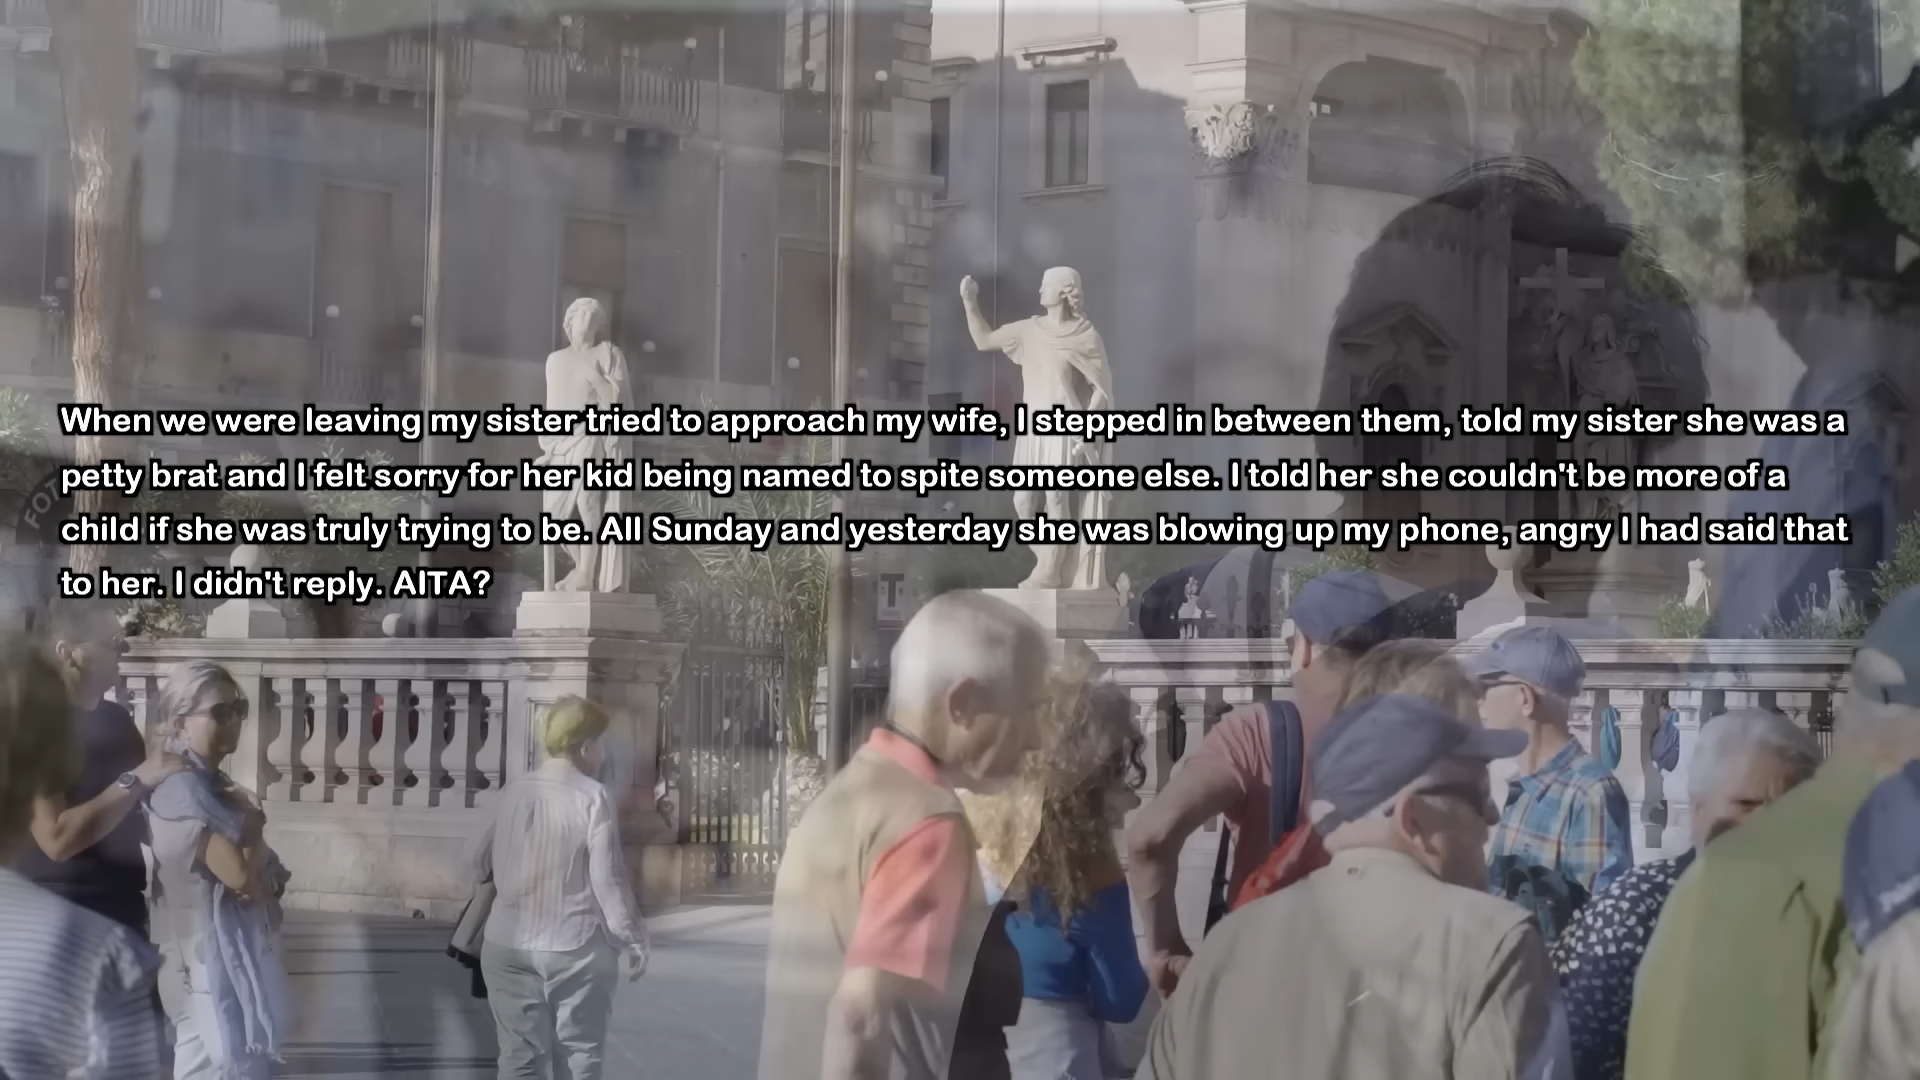 When we were leaving my sister tried to approach my wife, I stepped in between them, told my sister she was a
petty brat and I felt sorry for her kid being named to spite someone else. I told her she couldn't be more of a
child if she was truly trying to be. All Sunday and yesterday she was blowing up my phone, angry I had said that
to her. I didn't reply. AITA?
FOT
T